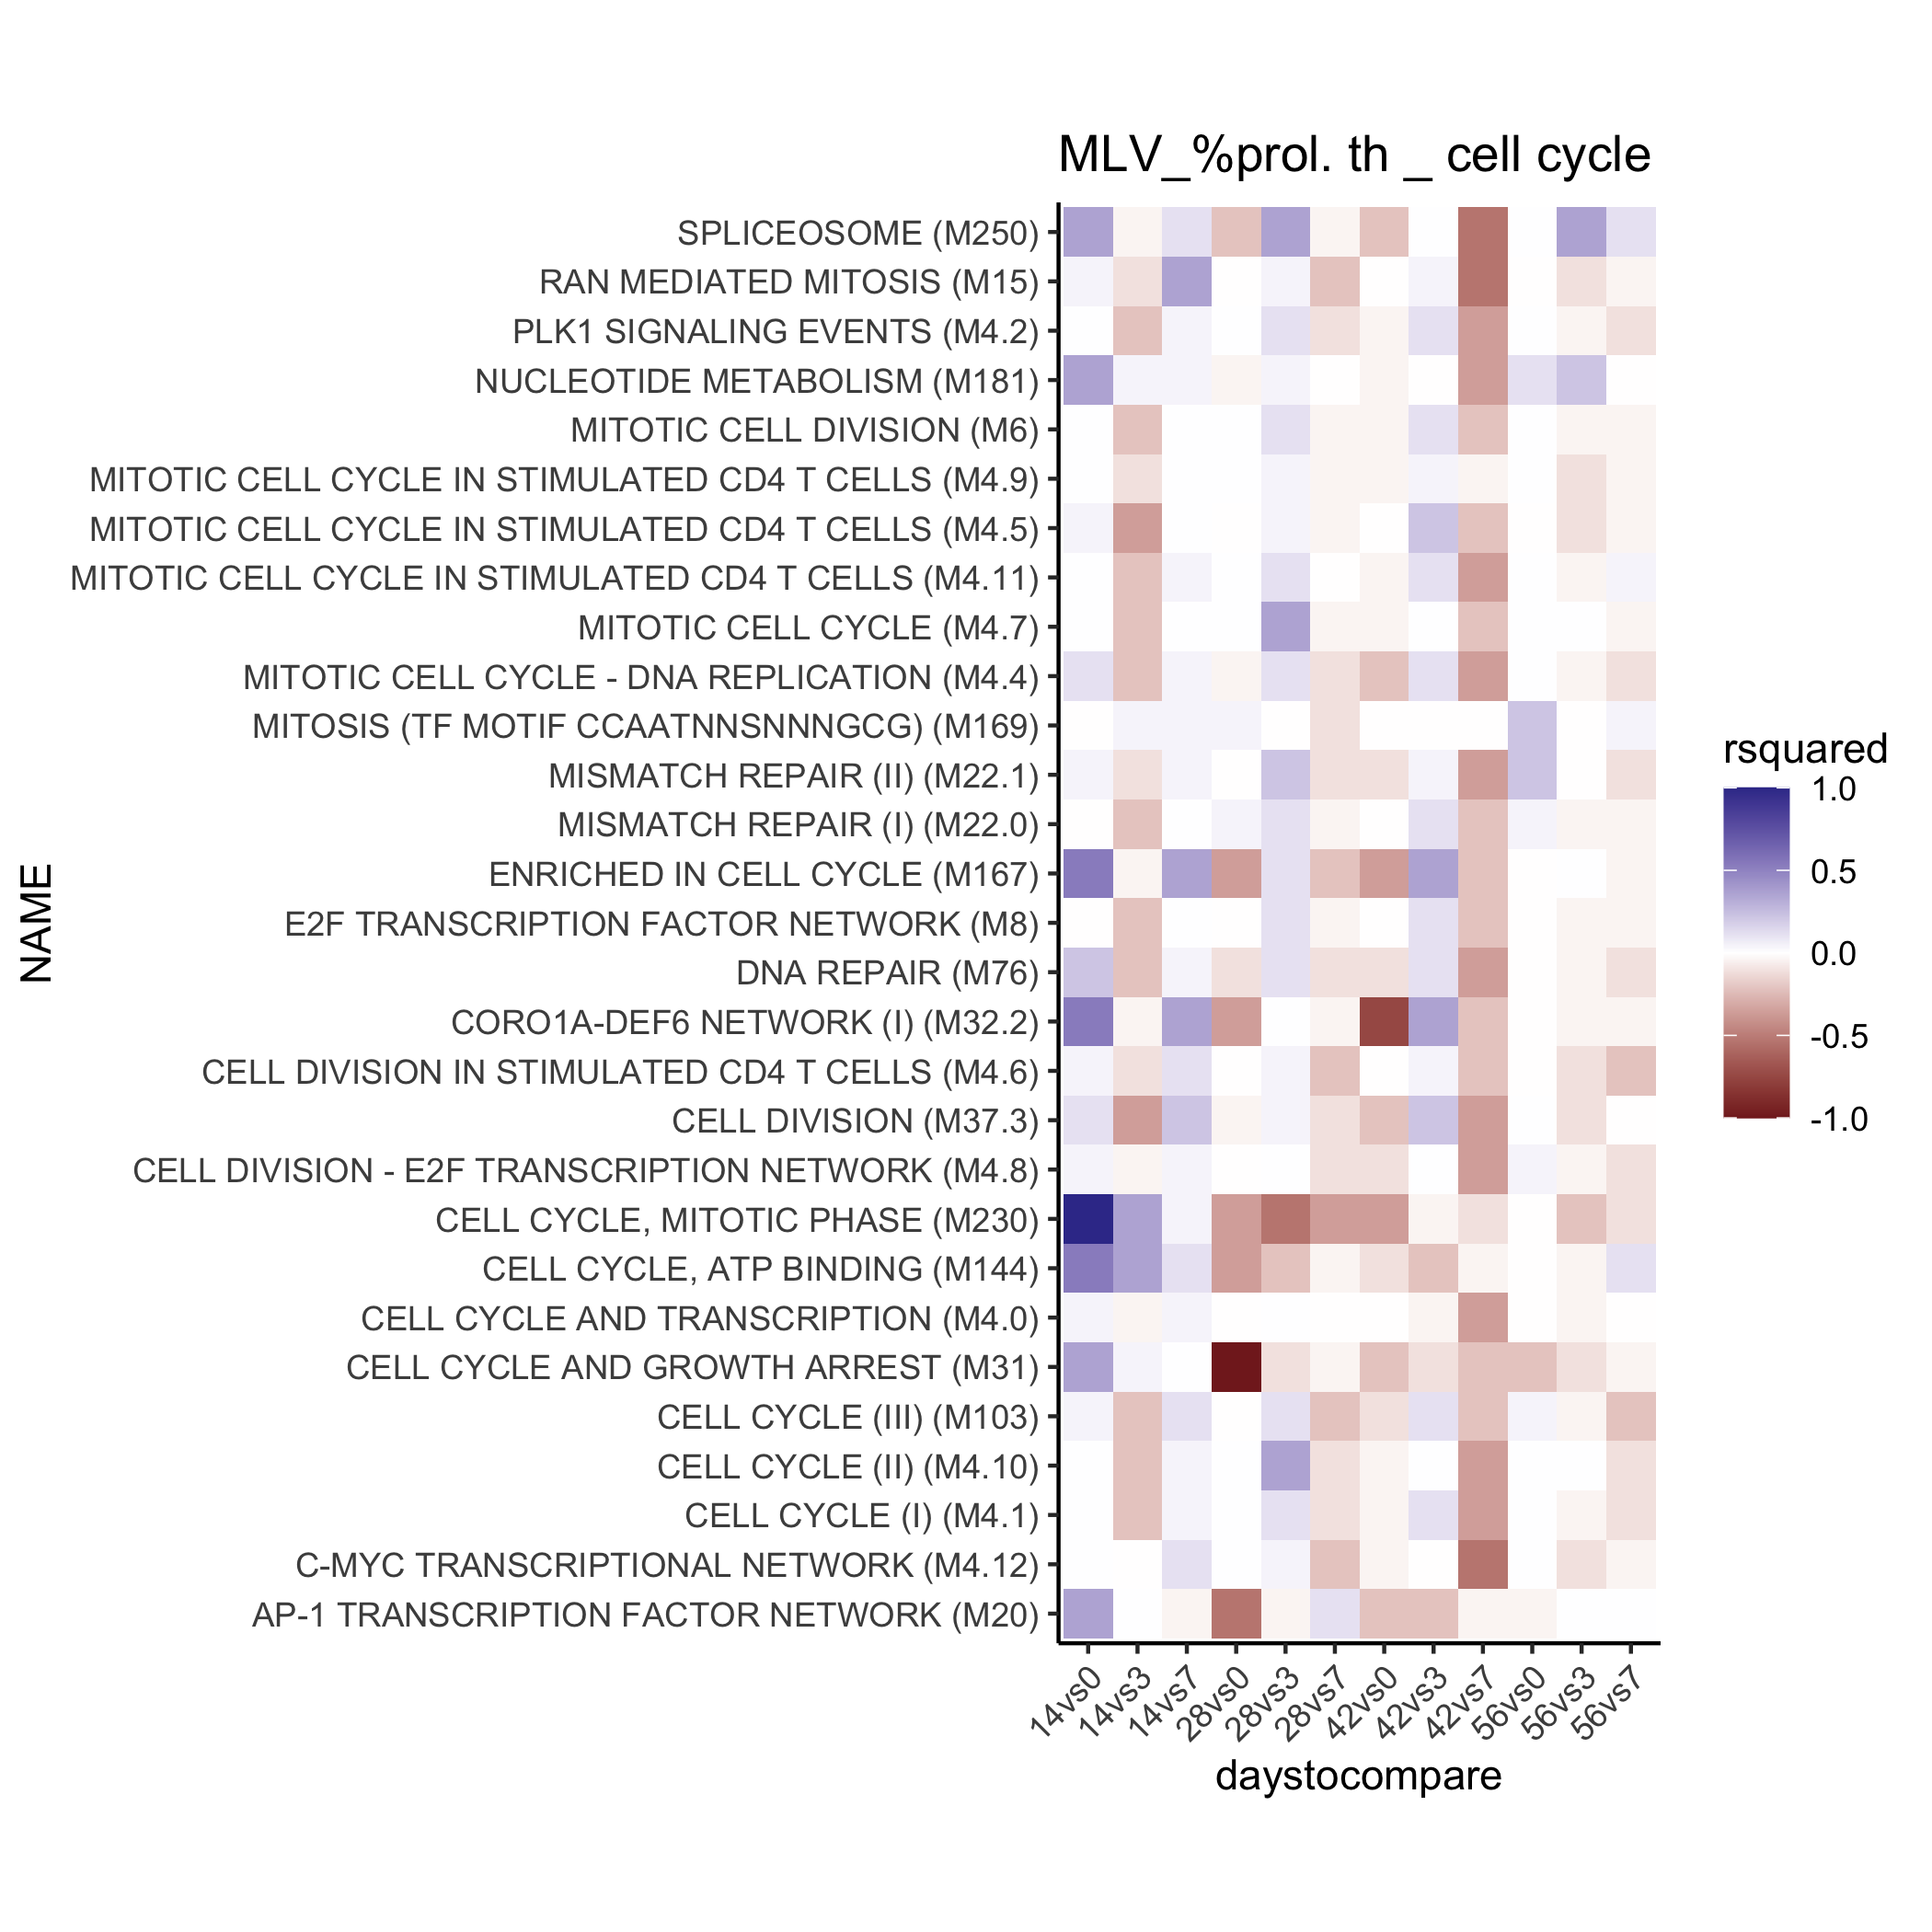 MLV_%prol. th _ cell cycle
SPLICEOSOME (M250)
RAN MEDIATED MITOSIS (M15)
PLK1 SIGNALING EVENTS (M4.2)
NUCLEOTIDE METABOLISM (M181)
MITOTIC CELL DIVISION (M6)
MITOTIC CELL CYCLE IN STIMULATED CD4 T CELLS (M4.9)
MITOTIC CELL CYCLE IN STIMULATED CD4 T CELLS (M4.5)
MITOTIC CELL CYCLE IN STIMULATED CD4 T CELLS (M4.11)
MITOTIC CELL CYCLE (M4.7)
MITOTIC CELL CYCLE - DNA REPLICATION (M4.4)
MITOSIS (TF MOTIF CCAATNNSNNNGCG) (M169)
MISMATCH REPAIR (II) (M22.1)
MISMATCH REPAIR (I) (M22.0)
ENRICHED IN CELL CYCLE (M167)
E2F TRANSCRIPTION FACTOR NETWORK (M8)
DNA REPAIR (M76)
CORO1A-DEF6 NETWORK (I) (M32.2)
CELL DIVISION IN STIMULATED CD4 T CELLS (M4.6)
CELL DIVISION (M37.3)
CELL DIVISION - E2F TRANSCRIPTION NETWORK (M4.8)
CELL CYCLE, MITOTIC PHASE (M230)
CELL CYCLE, ATP BINDING (M144)
CELL CYCLE AND TRANSCRIPTION (M4.0)
CELL CYCLE AND GROWTH ARREST (M31)
CELL CYCLE (III) (M103)
CELL CYCLE (II) (M4.10)
CELL CYCLE (I) (M4.1)
C-MYC TRANSCRIPTIONAL NETWORK (M4.12)
AP-1 TRANSCRIPTION FACTOR NETWORK (M20)
NAME
14vs0
14vs3
14vs7
28vs0
28vs3
28vs7
42vs0
42vs3
42vs7
56vs0
56vs3
56vs7
daystocompare
rsquared
1.0
0.5
0.0
-0.5
-1.0